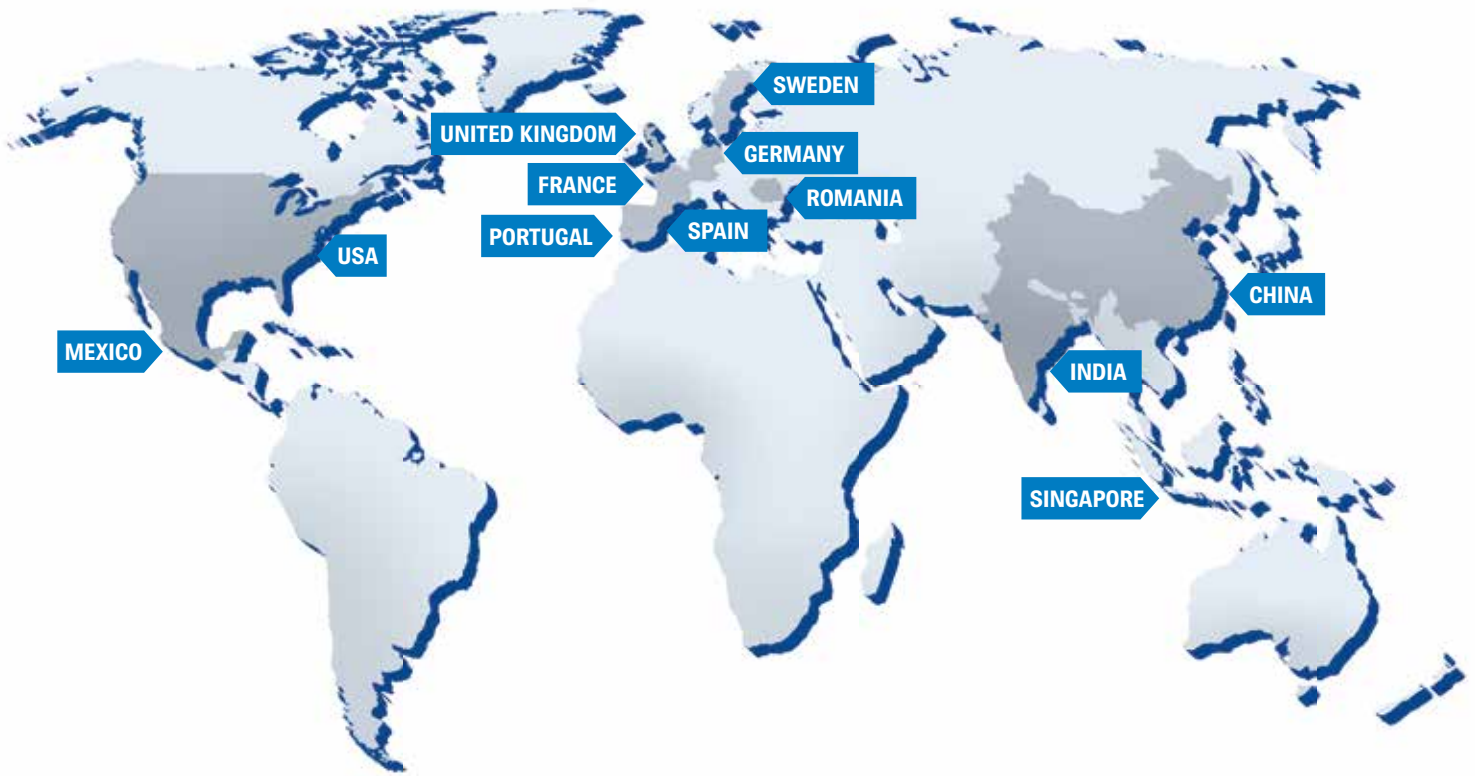 SWEDEN
UNITED KINGDOM
GERMANY
FRANCE
ROMANIA
PORTUGAL
SPAIN
USA
CHINA
MEXICO
INDIA
SINGAPORE